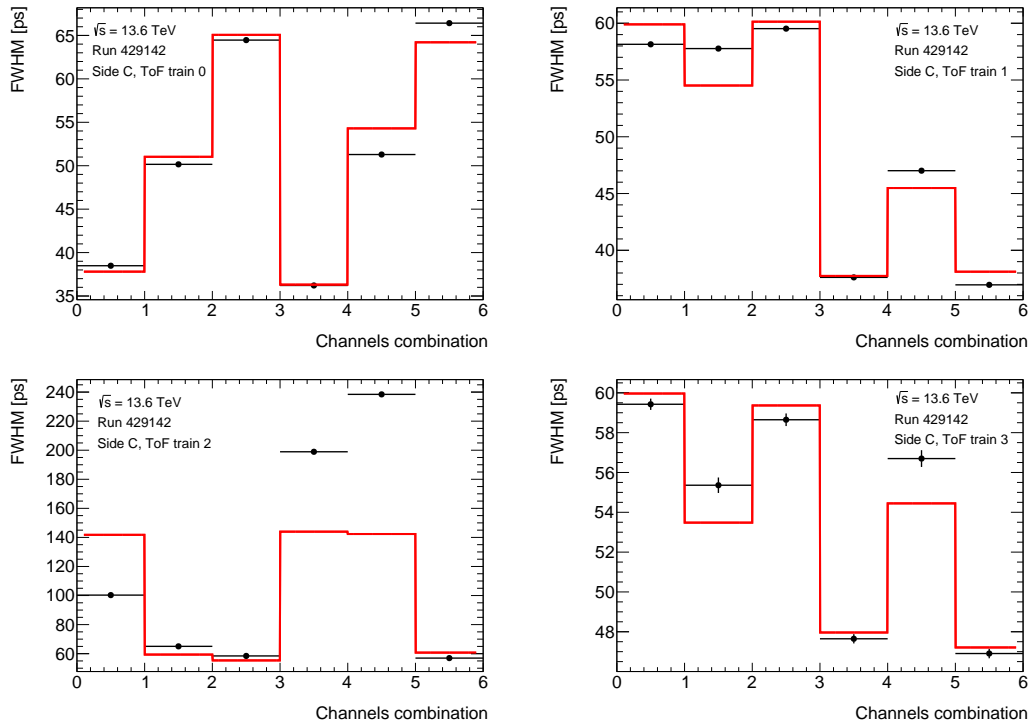 FWHM [ps]
√s = 13.6 TeV
Run 429142
Side C, ToF train 0
65
60
55
50
45
40
35
0 1 2 3 4 5 6
Channels combination
FWHM [ps]
√s = 13.6 TeV
Run 429142
Side C, ToF train 1
60
55
50
45
40
0 1 2 3 4 5 6
Channels combination
FWHM [ps]
√s = 13.6 TeV
Run 429142
Side C, ToF train 2
240
220
200
180
160
140
120
100
80
60
0 1 2 3 4 5 6
Channels combination
FWHM [ps]
√s = 13.6 TeV
Run 429142
Side C, ToF train 3
60
58
56
54
52
50
48
0 1 2 3 4 5 6
Channels combination